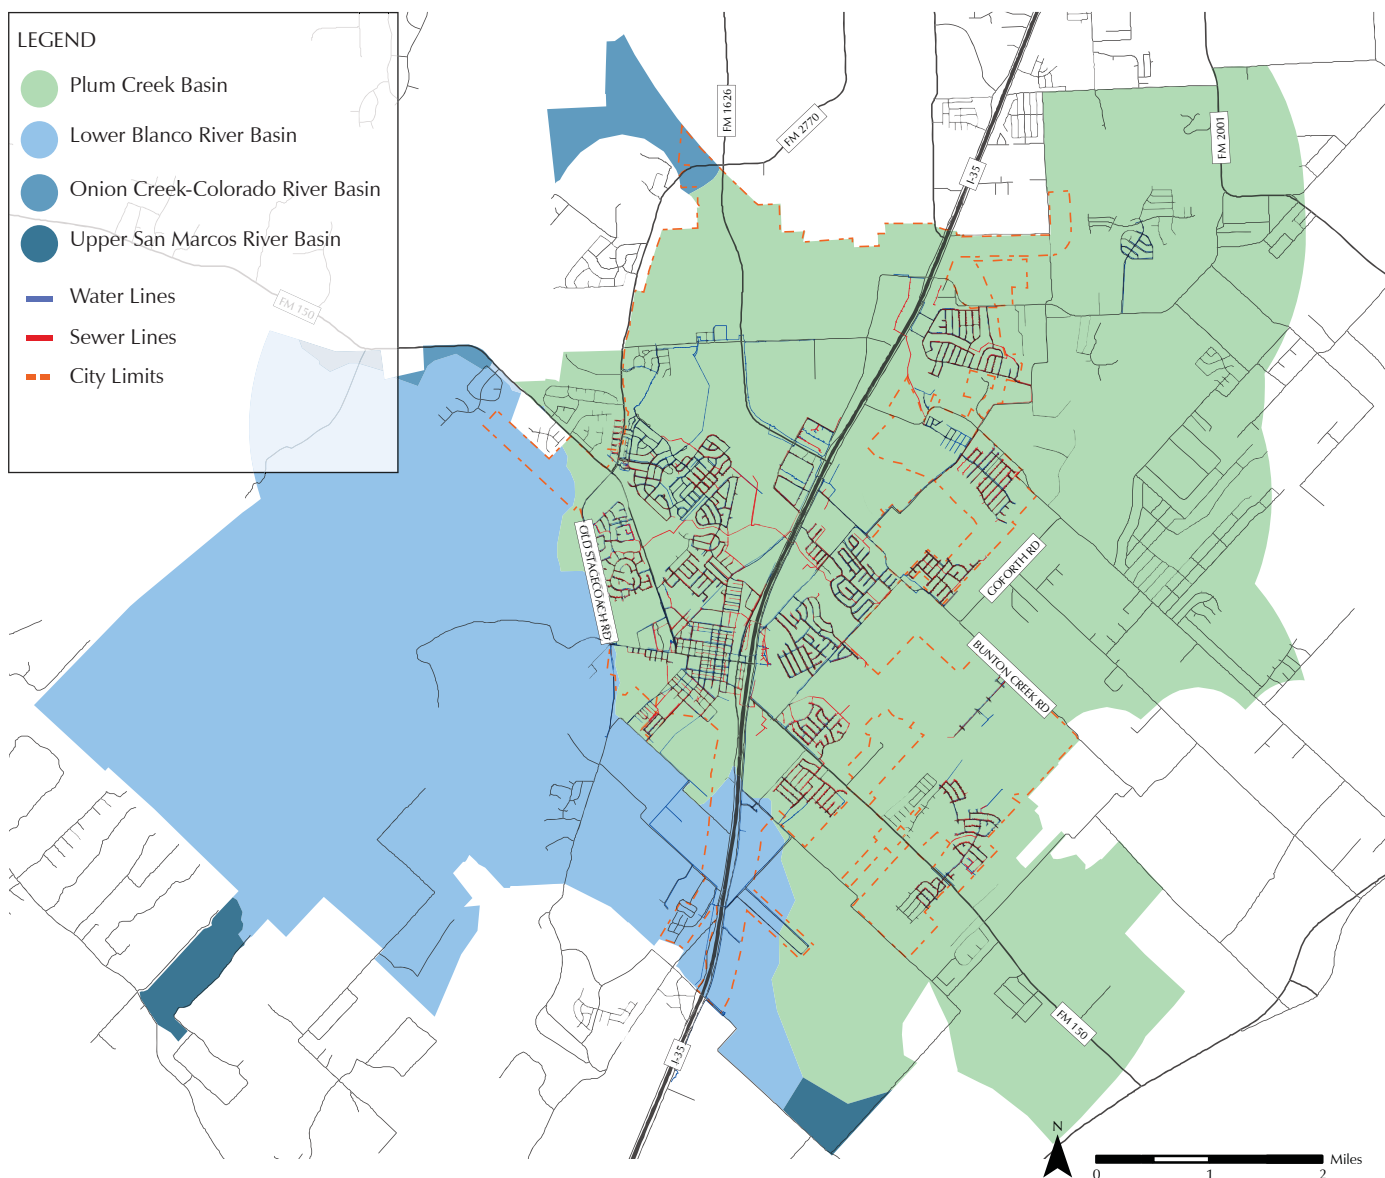 LEGEND
Plum Creek Basin
Lower Blanco River Basin
Onion Creek-Colorado River Basin
Upper San Marcos River Basin
Water Lines
Sewer Lines
City Limits
FM 150
FM 1626
FM 2770
I-35
FM 2001
OLD STAGECOACH RD
GOFORTH RD
BUNTON CREEK RD
FM 150
I-35
N
Miles
0 1 2